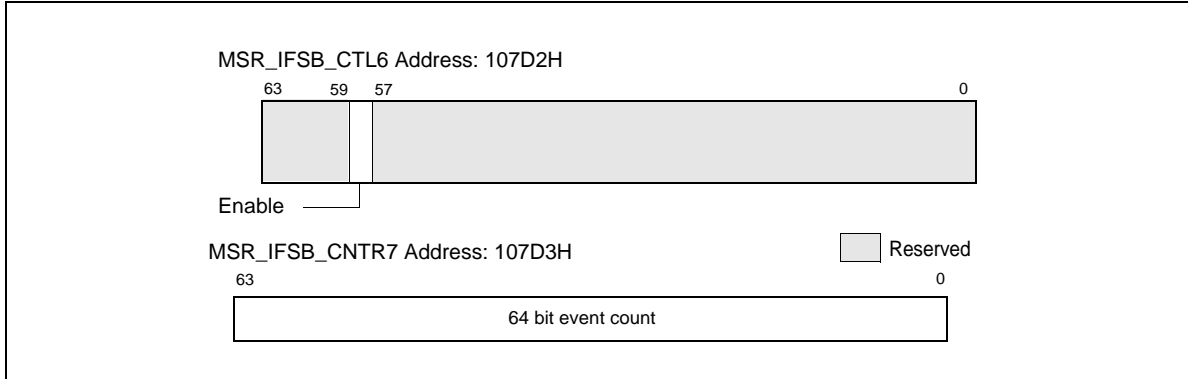 MSR_IFSB_CTL6 Address: 107D2H
63 59 57 0
Enable
MSR_IFSB_CNTR7 Address: 107D3H
Reserved
63 0
64 bit event count